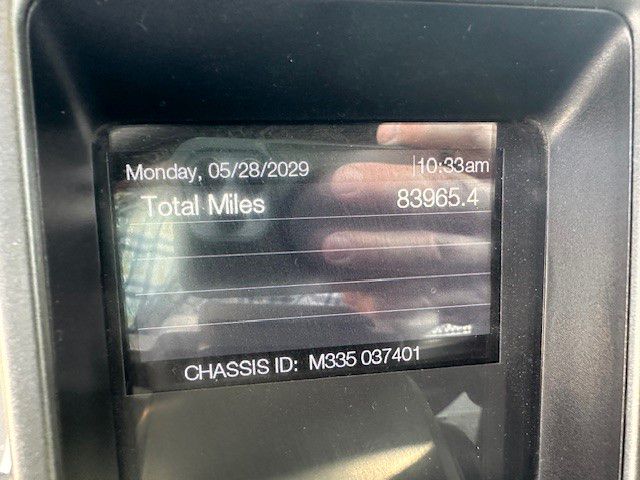 Monday, 05/28/2029 10:33am
Total Miles 83965.4
CHASSIS ID: M335 037401